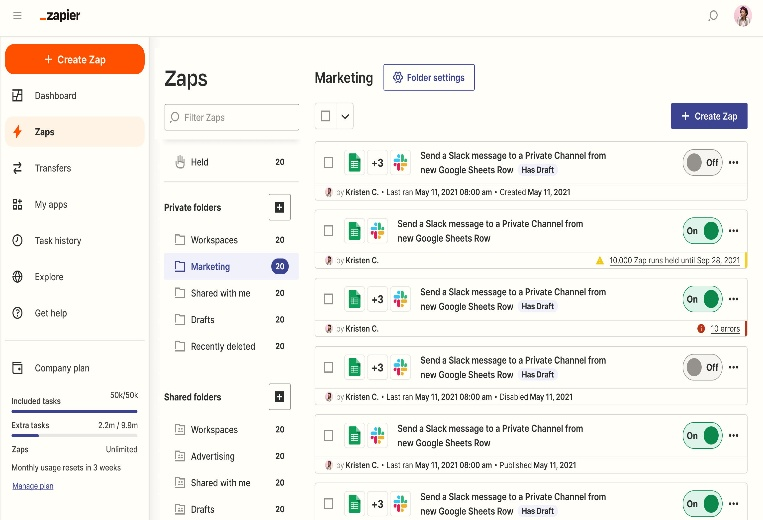 zapier
+ Create Zap
Dashboard
Zaps
Transfers
My apps
Task history
Explore
Get help
Company plan
Included tasks 50k/50k
Extra tasks 2.2m / 9.9m
Zaps Unlimited
Monthly usage resets in 3 weeks
Manage plan
Zaps
Filter Zaps
Held 20
Private folders
Workspaces 20
Marketing 20
Shared with me 20
Drafts 20
Recently deleted 20
Shared folders
Workspaces 20
Advertising 20
Shared with me 20
Drafts 20
Marketing
Folder settings
+ Create Zap
+3
Send a Slack message to a Private Channel from
new Google Sheets Row Has Draft
Off
by Kristen C. • Last ran May 11, 2021 08:00 am • Created May 11, 2021
Send a Slack message to a Private Channel from
new Google Sheets Row
On
by Kristen C.
10,000 Zap runs held until Sep 28, 2021
+3
Send a Slack message to a Private Channel from
new Google Sheets Row Has Draft
On
by Kristen C.
10 errors
+3
Send a Slack message to a Private Channel from
new Google Sheets Row Has Draft
Off
by Kristen C. • Last ran May 11, 2021 08:00 am • Disabled May 11, 2021
Send a Slack message to a Private Channel from
new Google Sheets Row
On
by Kristen C. • Last ran May 11, 2021 08:00 am • Published May 11, 2021
+3
Send a Slack message to a Private Channel from
new Google Sheets Row Has Draft
On